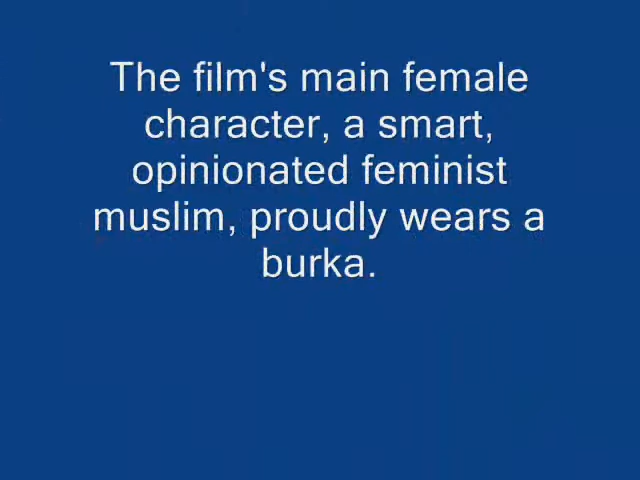 The film's main female
character, a smart,
opinionated feminist
muslim, proudly wears a
burka.